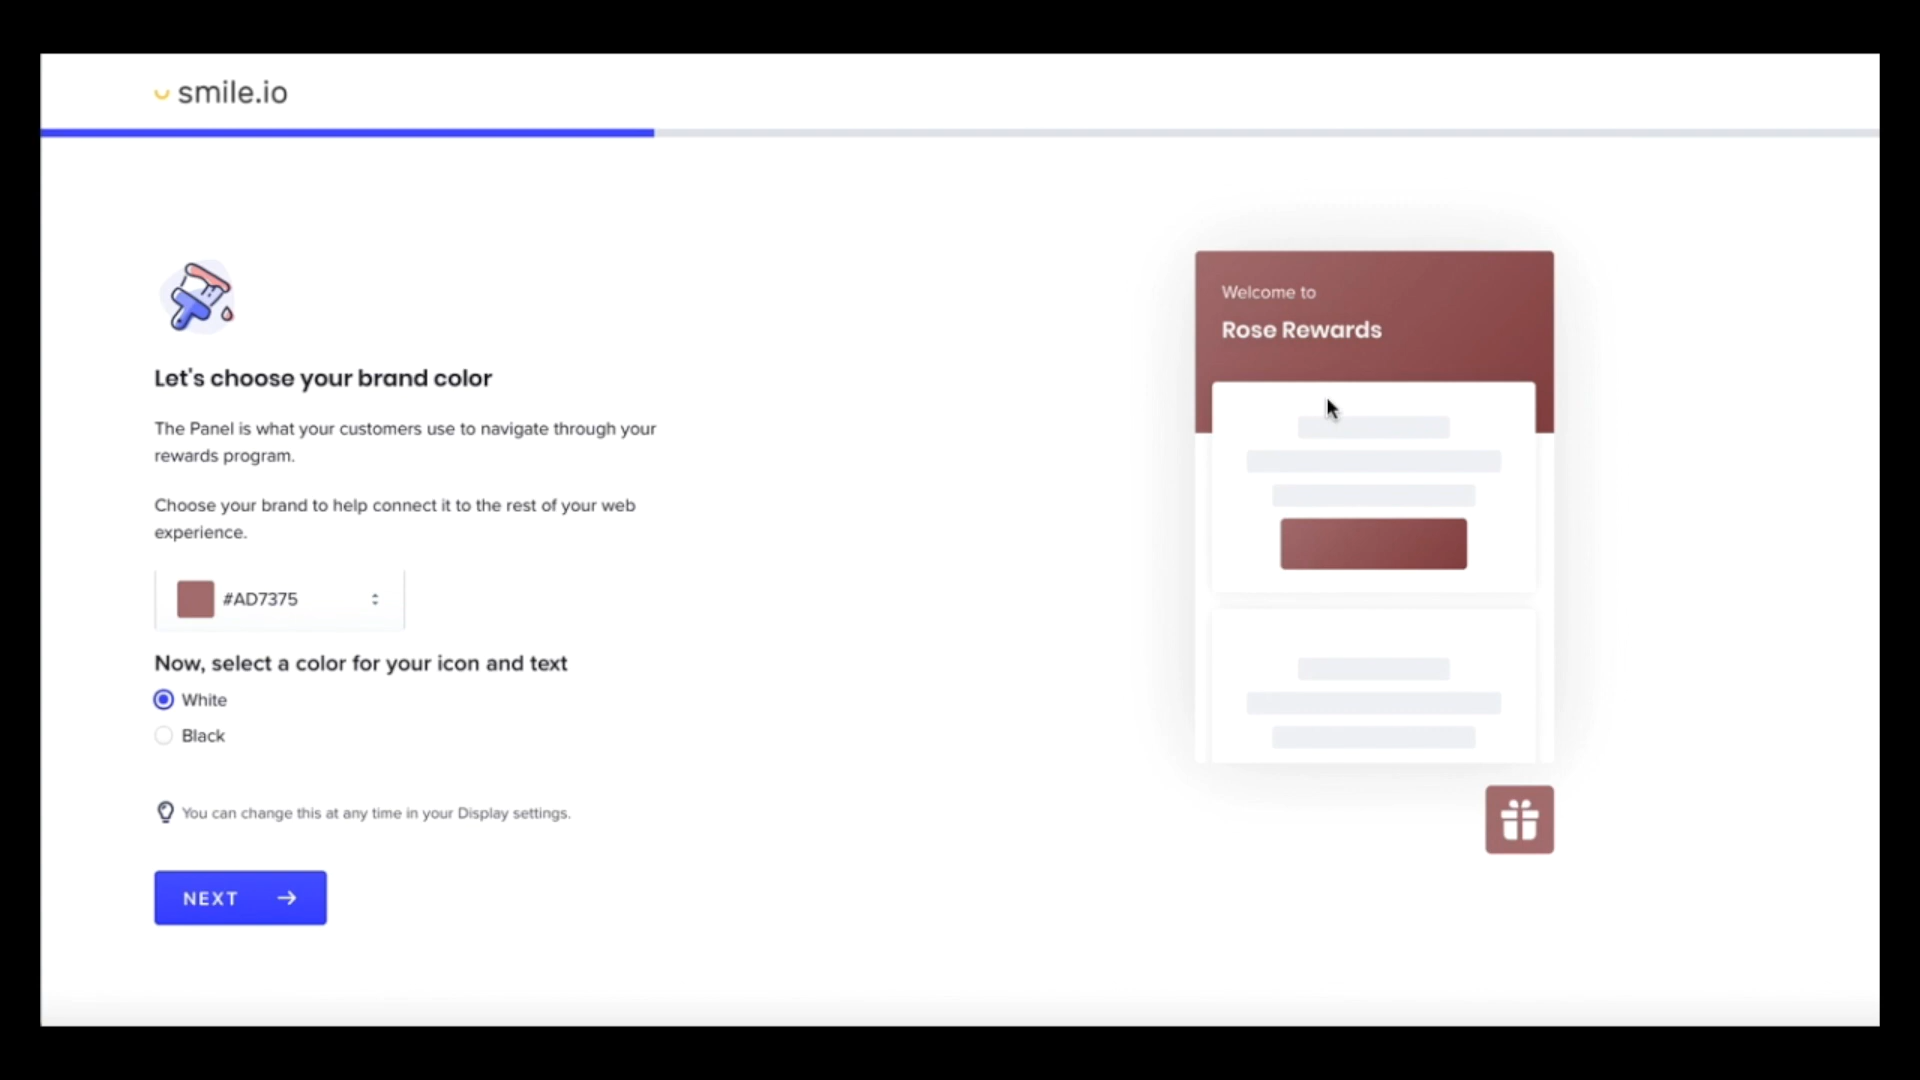 smile.io
Let's choose your brand color
The Panel is what your customers use to navigate through your
rewards program.
Choose your brand to help connect it to the rest of your web
experience.
#AD7375
Now, select a color for your icon and text
White
Black
You can change this at any time in your Display settings.
NEXT
Welcome to
Rose Rewards